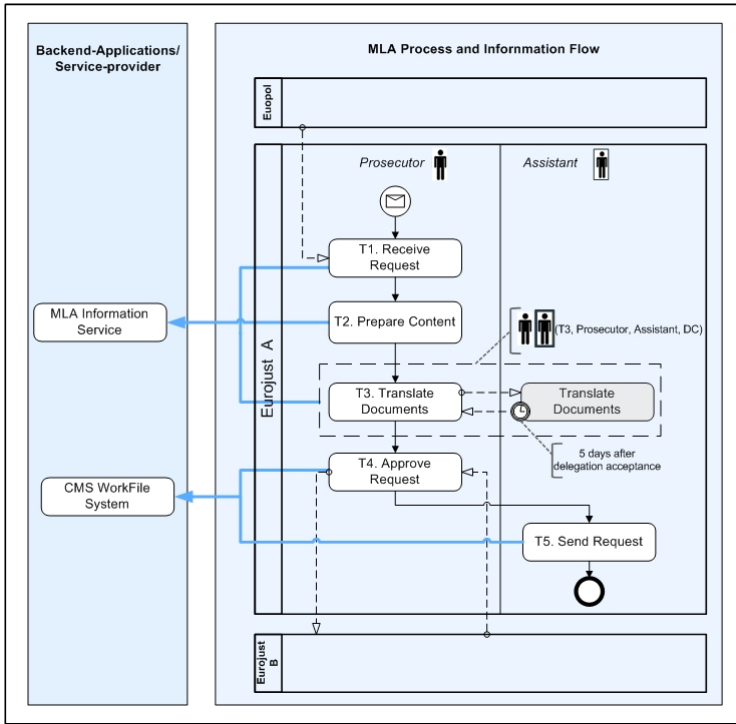 Backend-Applications/
Service-provider
MLA Process and Infornmation Flow
Euopol
Prosecutor
Assistant
Eurojust A
T1. Receive
Request
MLA Information
Service
T2. Prepare Content
(T3, Prosecutor, Assistant, DC)
T3. Translate
Documents
Translate
Documents
5 days after
delegation acceptance
T4. Approve
Request
CMS WorkFile
System
T5. Send Request
Eurojust
B